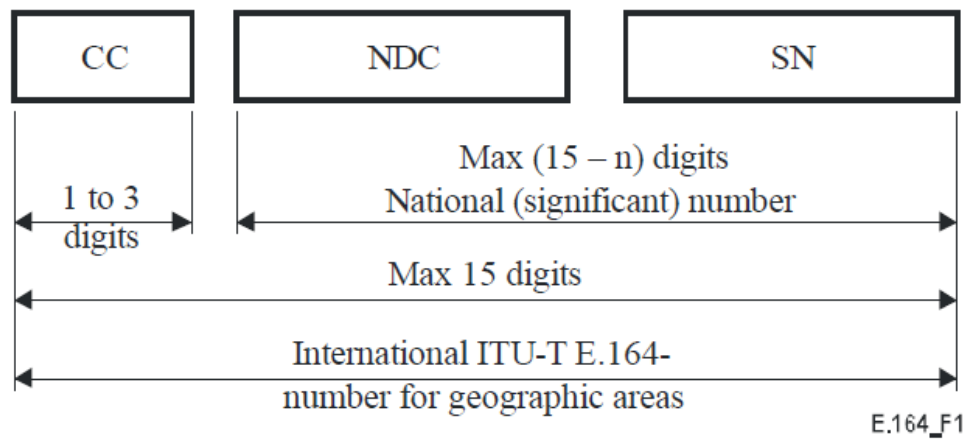 CC
NDC
SN
Max (15 – n) digits
National (significant) number
1 to 3
digits
Max 15 digits
International ITU-T E.164-
number for geographic areas
E.164_F1